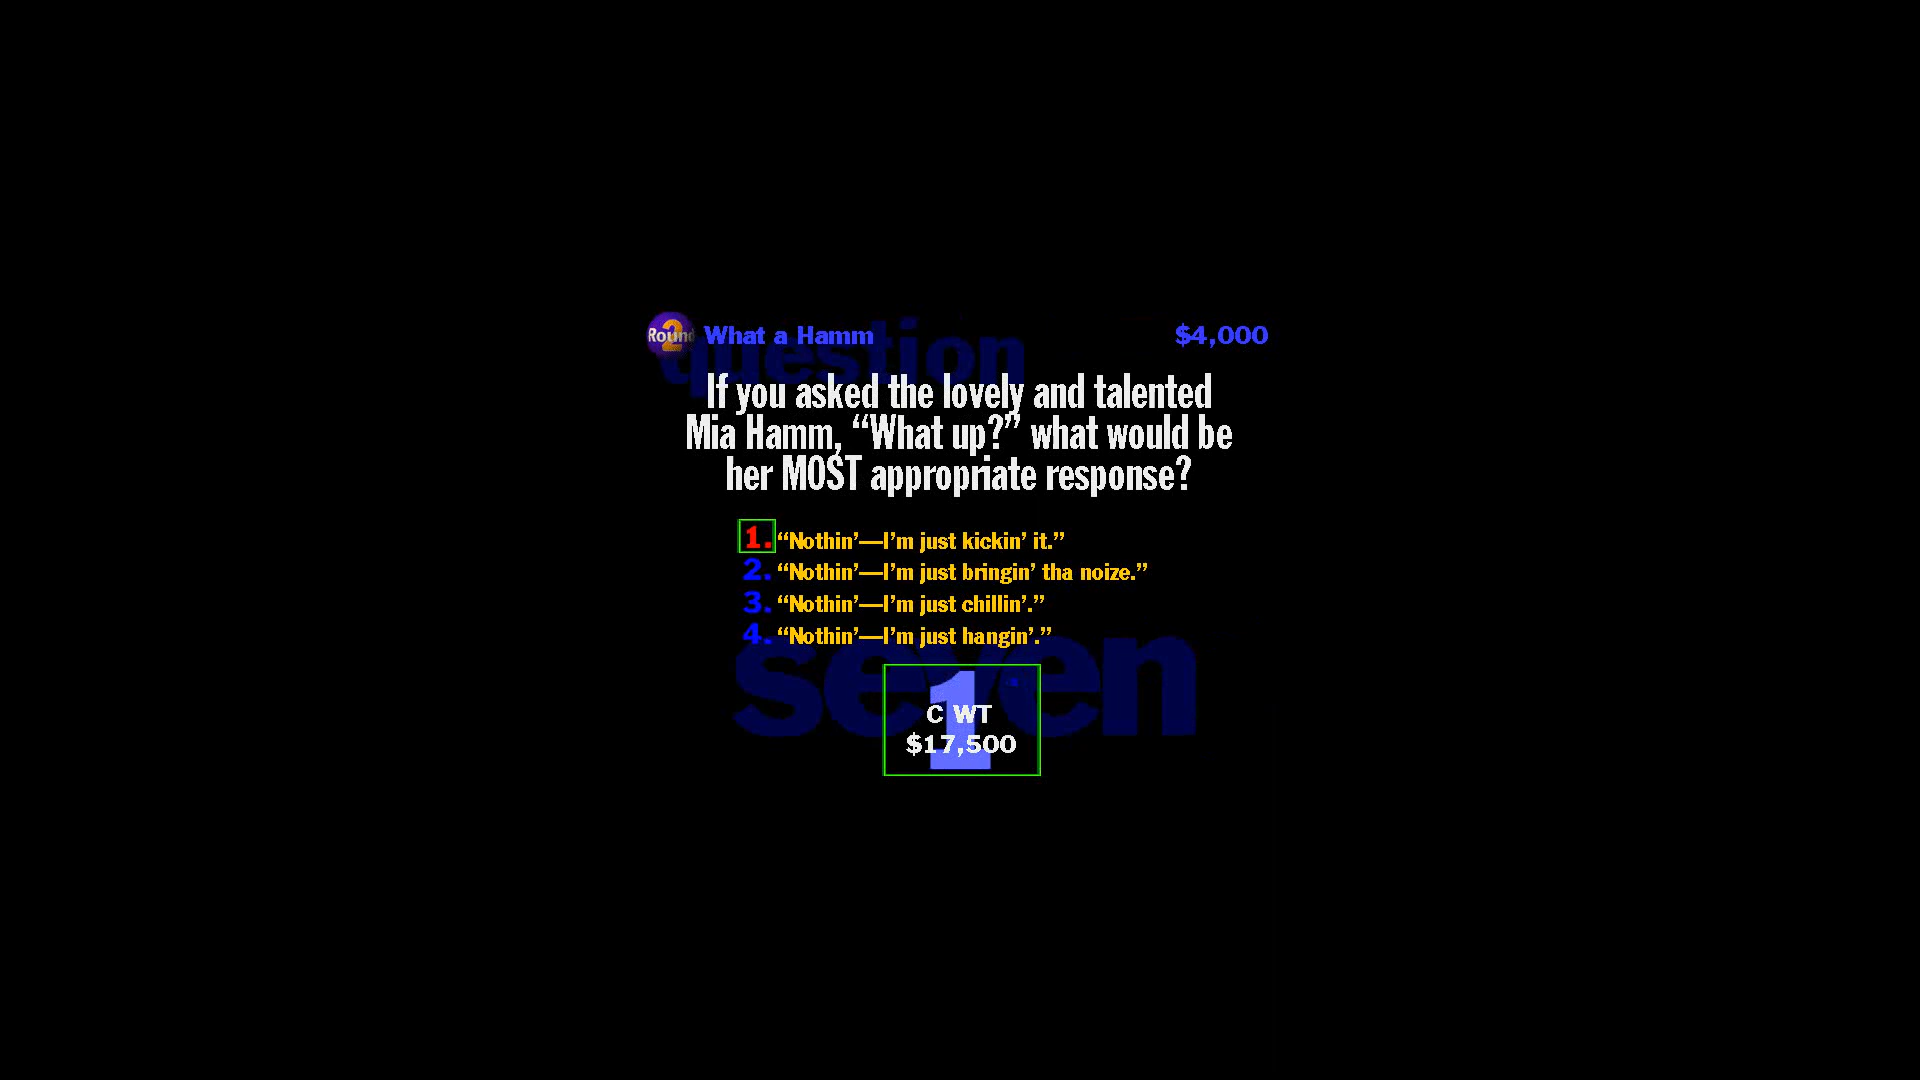 Round 2 What a Hamm $4,000
question
If you asked the lovely and talented
Mia Hamm, “What up?” what would be
her MOST appropriate response?
1. “Nothin’—I’m just kickin’ it.”
2. “Nothin’—I’m just bringin’ tha noize.”
3. “Nothin’—I’m just chillin’.”
4. “Nothin’—I’m just hangin’.”
seven
1
C WT
$17,500